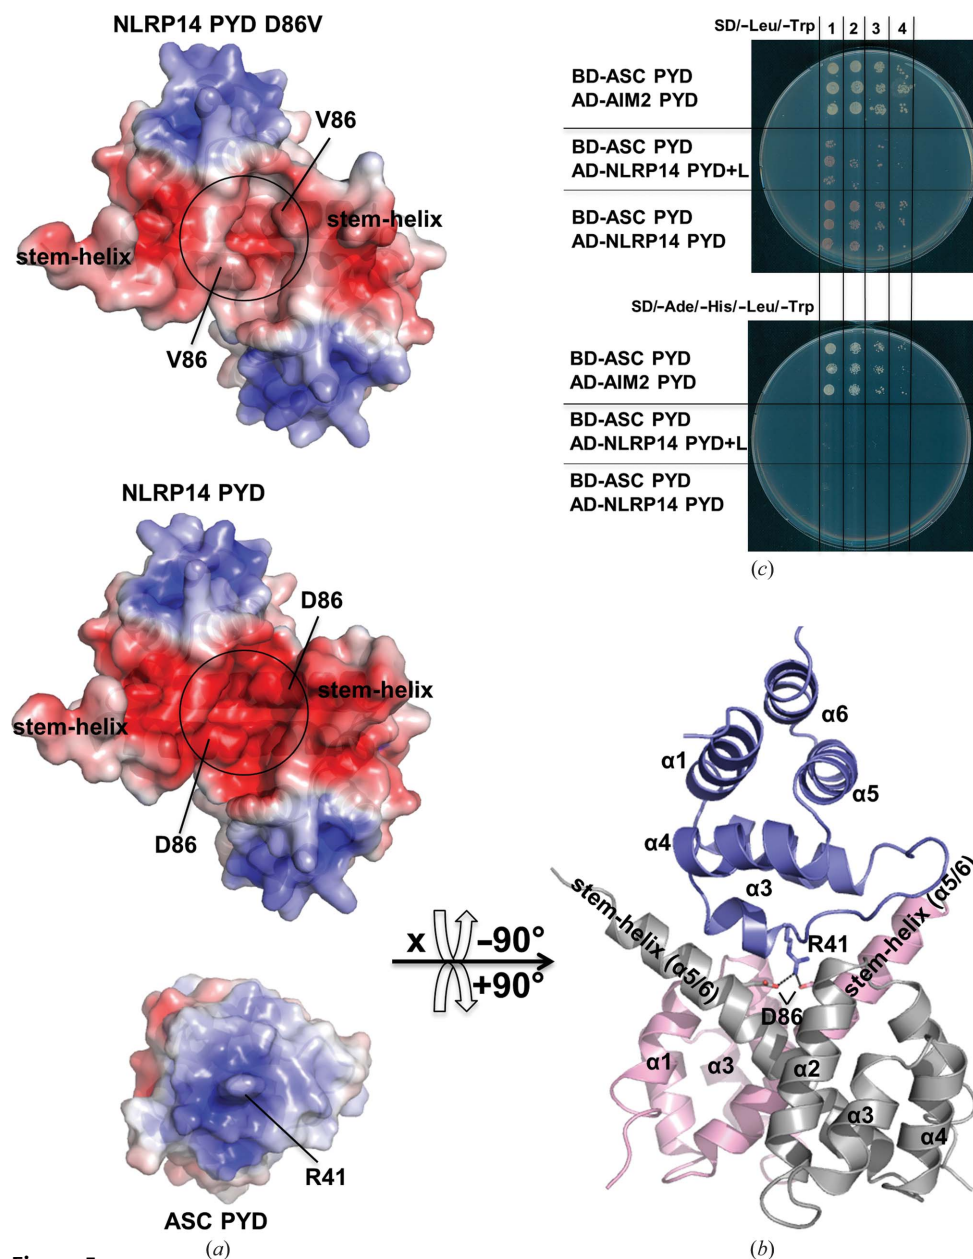 NLRP14 PYD D86V
V86
stem-helix
stem-helix
V86
NLRP14 PYD
D86
stem-helix
stem-helix
D86
x
–90°
+90°
R41
ASC PYD
(a)
SD/–Leu/–Trp
1 2 3 4
BD-ASC PYD
AD-AIM2 PYD
BD-ASC PYD
AD-NLRP14 PYD+L
BD-ASC PYD
AD-NLRP14 PYD
SD/–Ade/–His/–Leu/–Trp
BD-ASC PYD
AD-AIM2 PYD
BD-ASC PYD
AD-NLRP14 PYD+L
BD-ASC PYD
AD-NLRP14 PYD
(c)
α6
α1
α5
α4
α3
stem-helix (α5/6)
stem-helix (α5/6)
R41
D86
α1
α3
α2
α3
α4
(b)